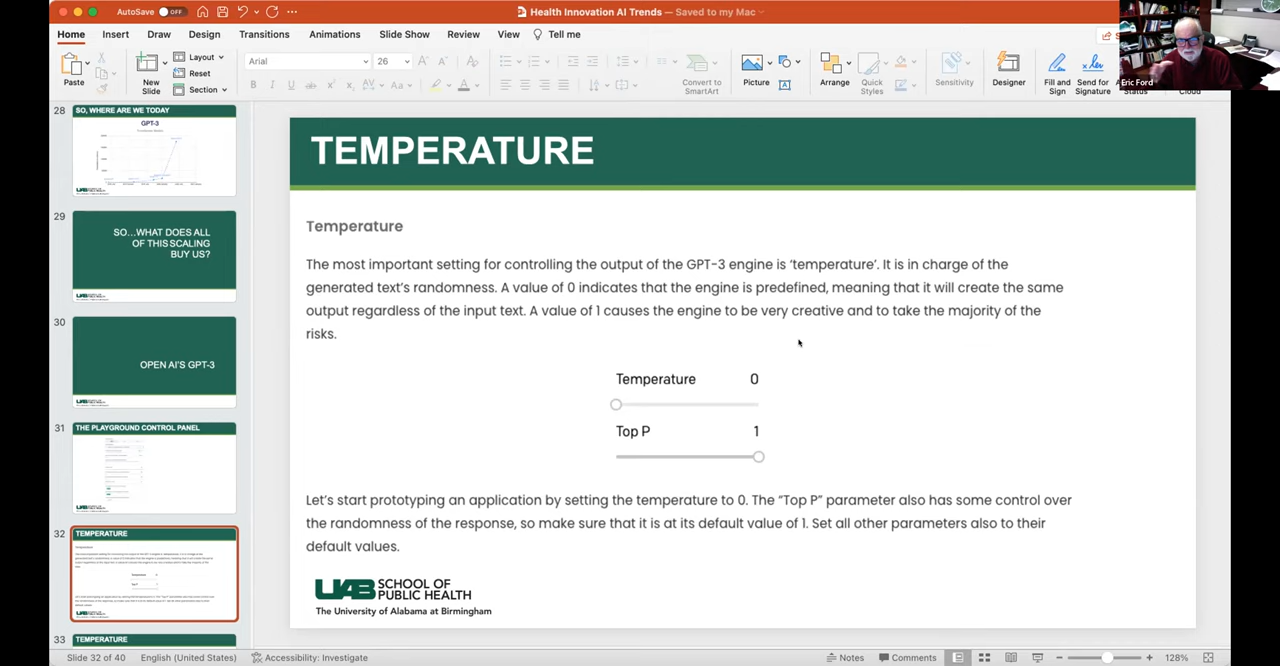 AutoSave OFF
Health Innovation AI Trends — Saved to my Mac
Home Insert Draw Design Transitions Animations Slide Show Review View Tell me
Paste
New Slide
Layout
Reset
Section
Arial 26
Convert to SmartArt
Picture
Arrange
Quick Styles
Sensitivity
Designer
Fill and Sign
Send for Signature
Status
Cloud
Eric Ford
28
SO, WHERE ARE WE TODAY
GPT-3
29
SO...WHAT DOES ALL
OF THIS SCALING
BUY US?
30
OPEN AI'S GPT-3
31
THE PLAYGROUND CONTROL PANEL
32
TEMPERATURE
33
TEMPERATURE
TEMPERATURE
Temperature
The most important setting for controlling the output of the GPT-3 engine is ‘temperature’. It is in charge of the
generated text’s randomness. A value of 0 indicates that the engine is predefined, meaning that it will create the same
output regardless of the input text. A value of 1 causes the engine to be very creative and to take the majority of the
risks.
Temperature 0
Top P 1
Let’s start prototyping an application by setting the temperature to 0. The “Top P” parameter also has some control over
the randomness of the response, so make sure that it is at its default value of 1. Set all other parameters also to their
default values.
UAB SCHOOL OF
PUBLIC HEALTH
The University of Alabama at Birmingham
Slide 32 of 40 English (United States) Accessibility: Investigate Notes Comments 128%